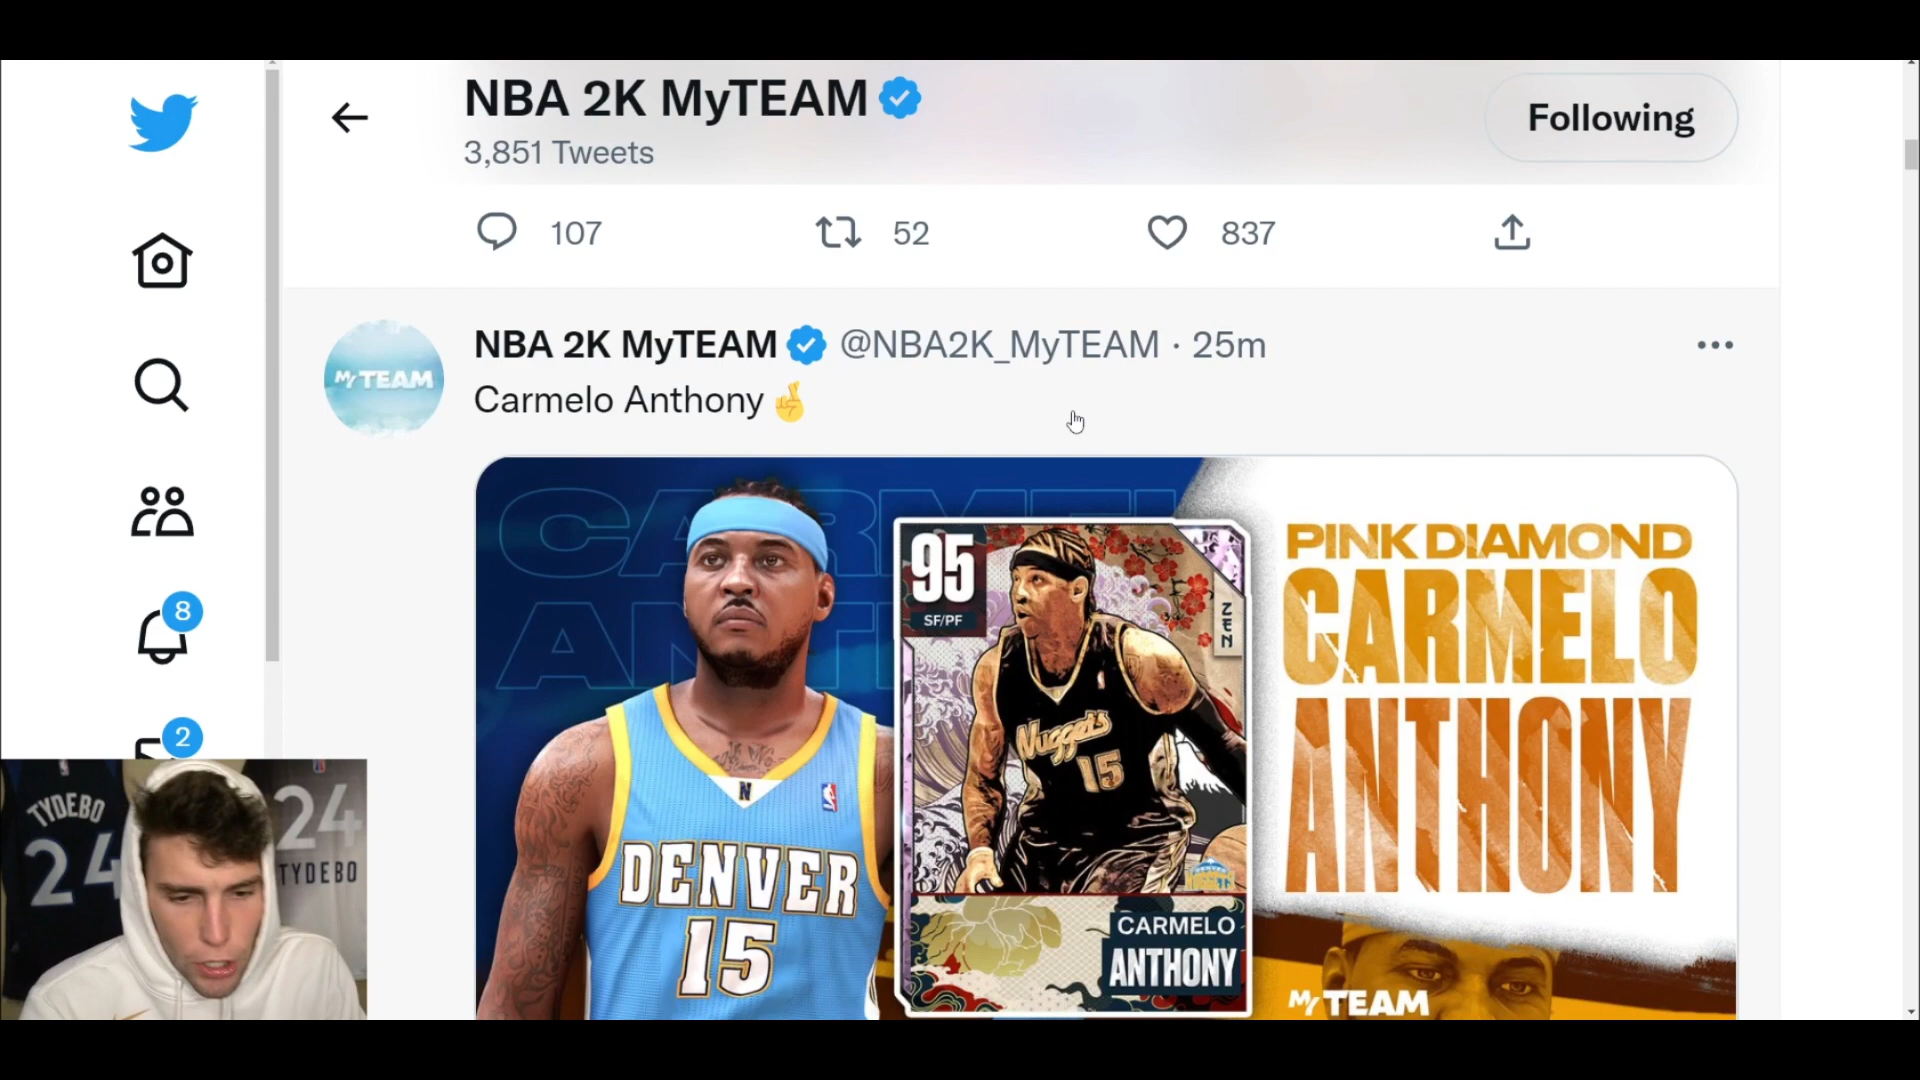 NBA 2K MyTEAM
3,851 Tweets
Following
107
52
837
MyTEAM
NBA 2K MyTEAM @NBA2K_MyTEAM · 25m
Carmelo Anthony
8
2
CARMELO
ANTHONY
95
SF/PF
ZEN
Nuggets
15
CARMELO
ANTHONY
N
DENVER
15
PINK DIAMOND
CARMELO
ANTHONY
MyTEAM
TYDEBO
24
24
TYDEBO